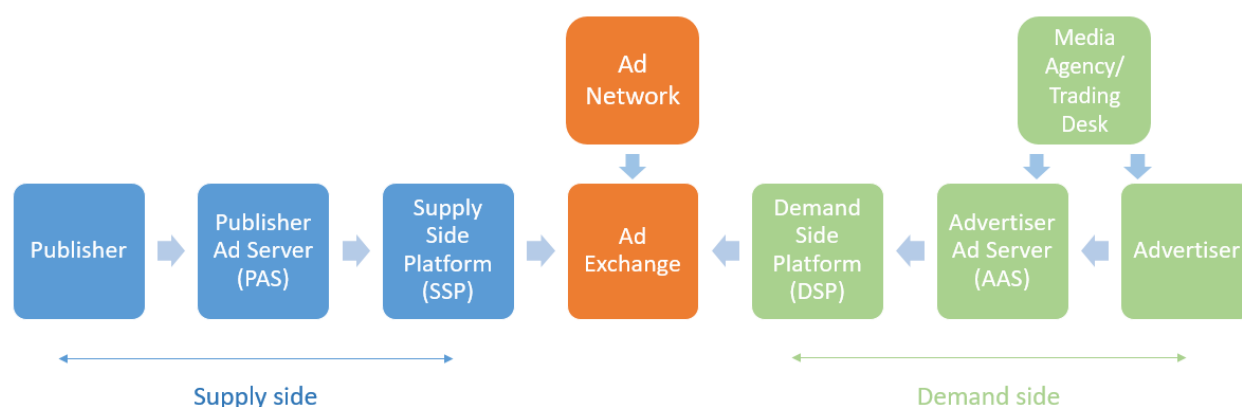 Ad
Network
Media
Agency/
Trading
Desk
Publisher
Publisher
Ad Server
(PAS)
Supply
Side
Platform
(SSP)
Ad
Exchange
Demand
Side
Platform
(DSP)
Advertiser
Ad Server
(AAS)
Advertiser
Supply side
Demand side